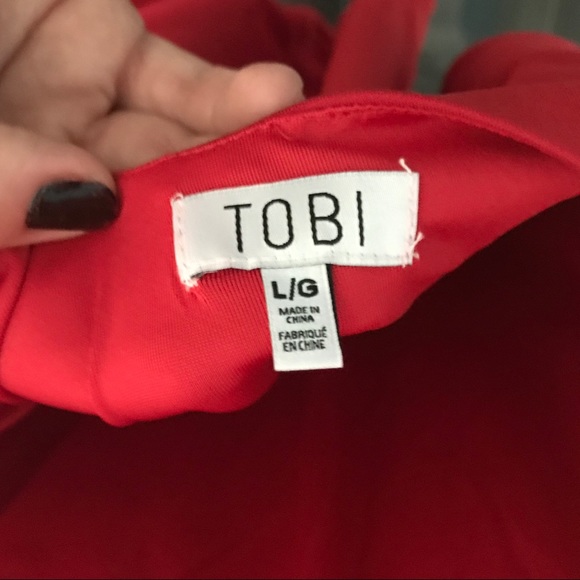 TOBI
L/G
MADE IN
CHINA
FABRIQUÉ
EN CHINE